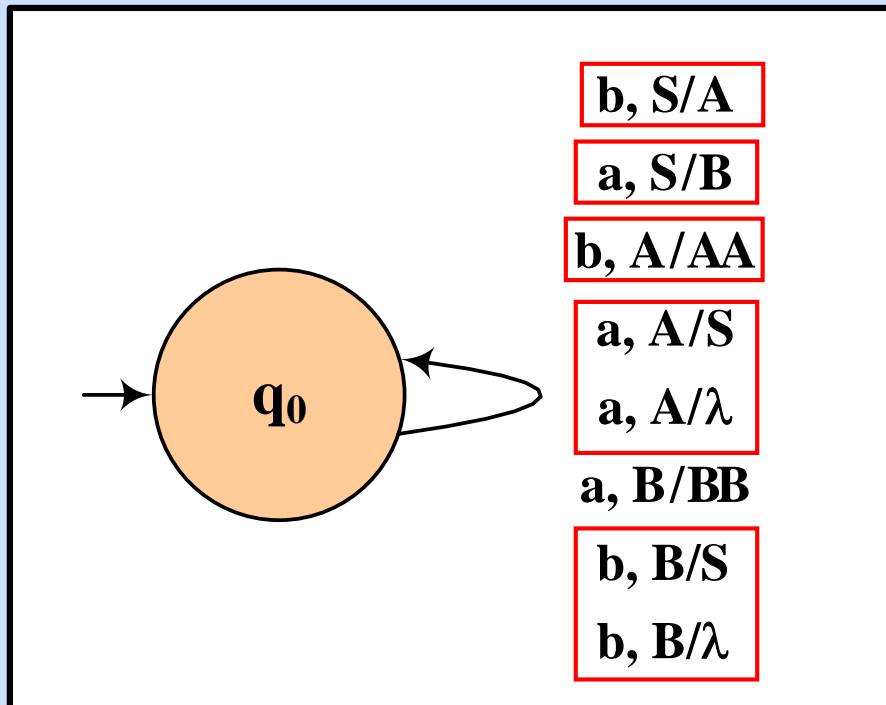 b, S/A
a, S/B
b, A/AA
a, A/S
q₀
a, A/λ
a, B/BB
b, B/S
b, B/λ